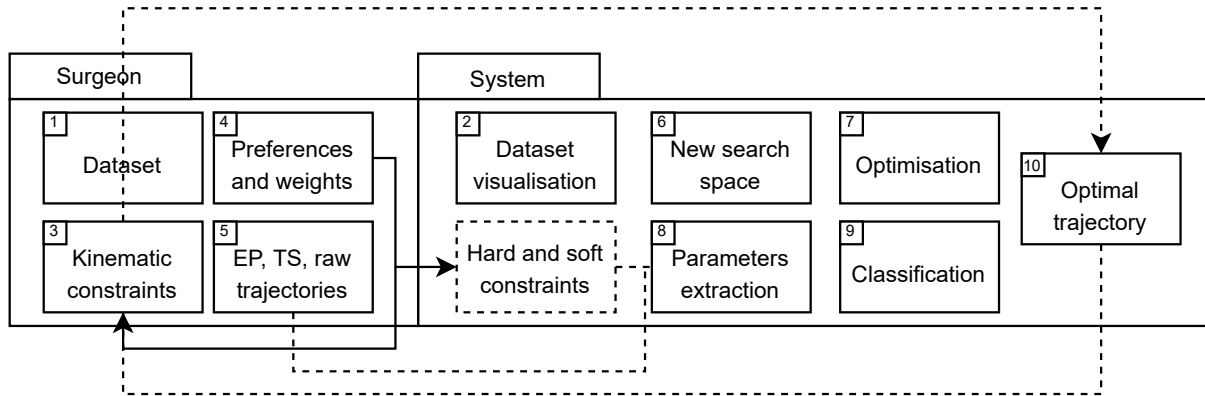 Surgeon
System
1
Dataset
4
Preferences
and weights
2
Dataset
visualisation
6
New search
space
7
Optimisation
10
Optimal
trajectory
3
Kinematic
constraints
5
EP, TS, raw
trajectories
Hard and soft
constraints
8
Parameters
extraction
9
Classification